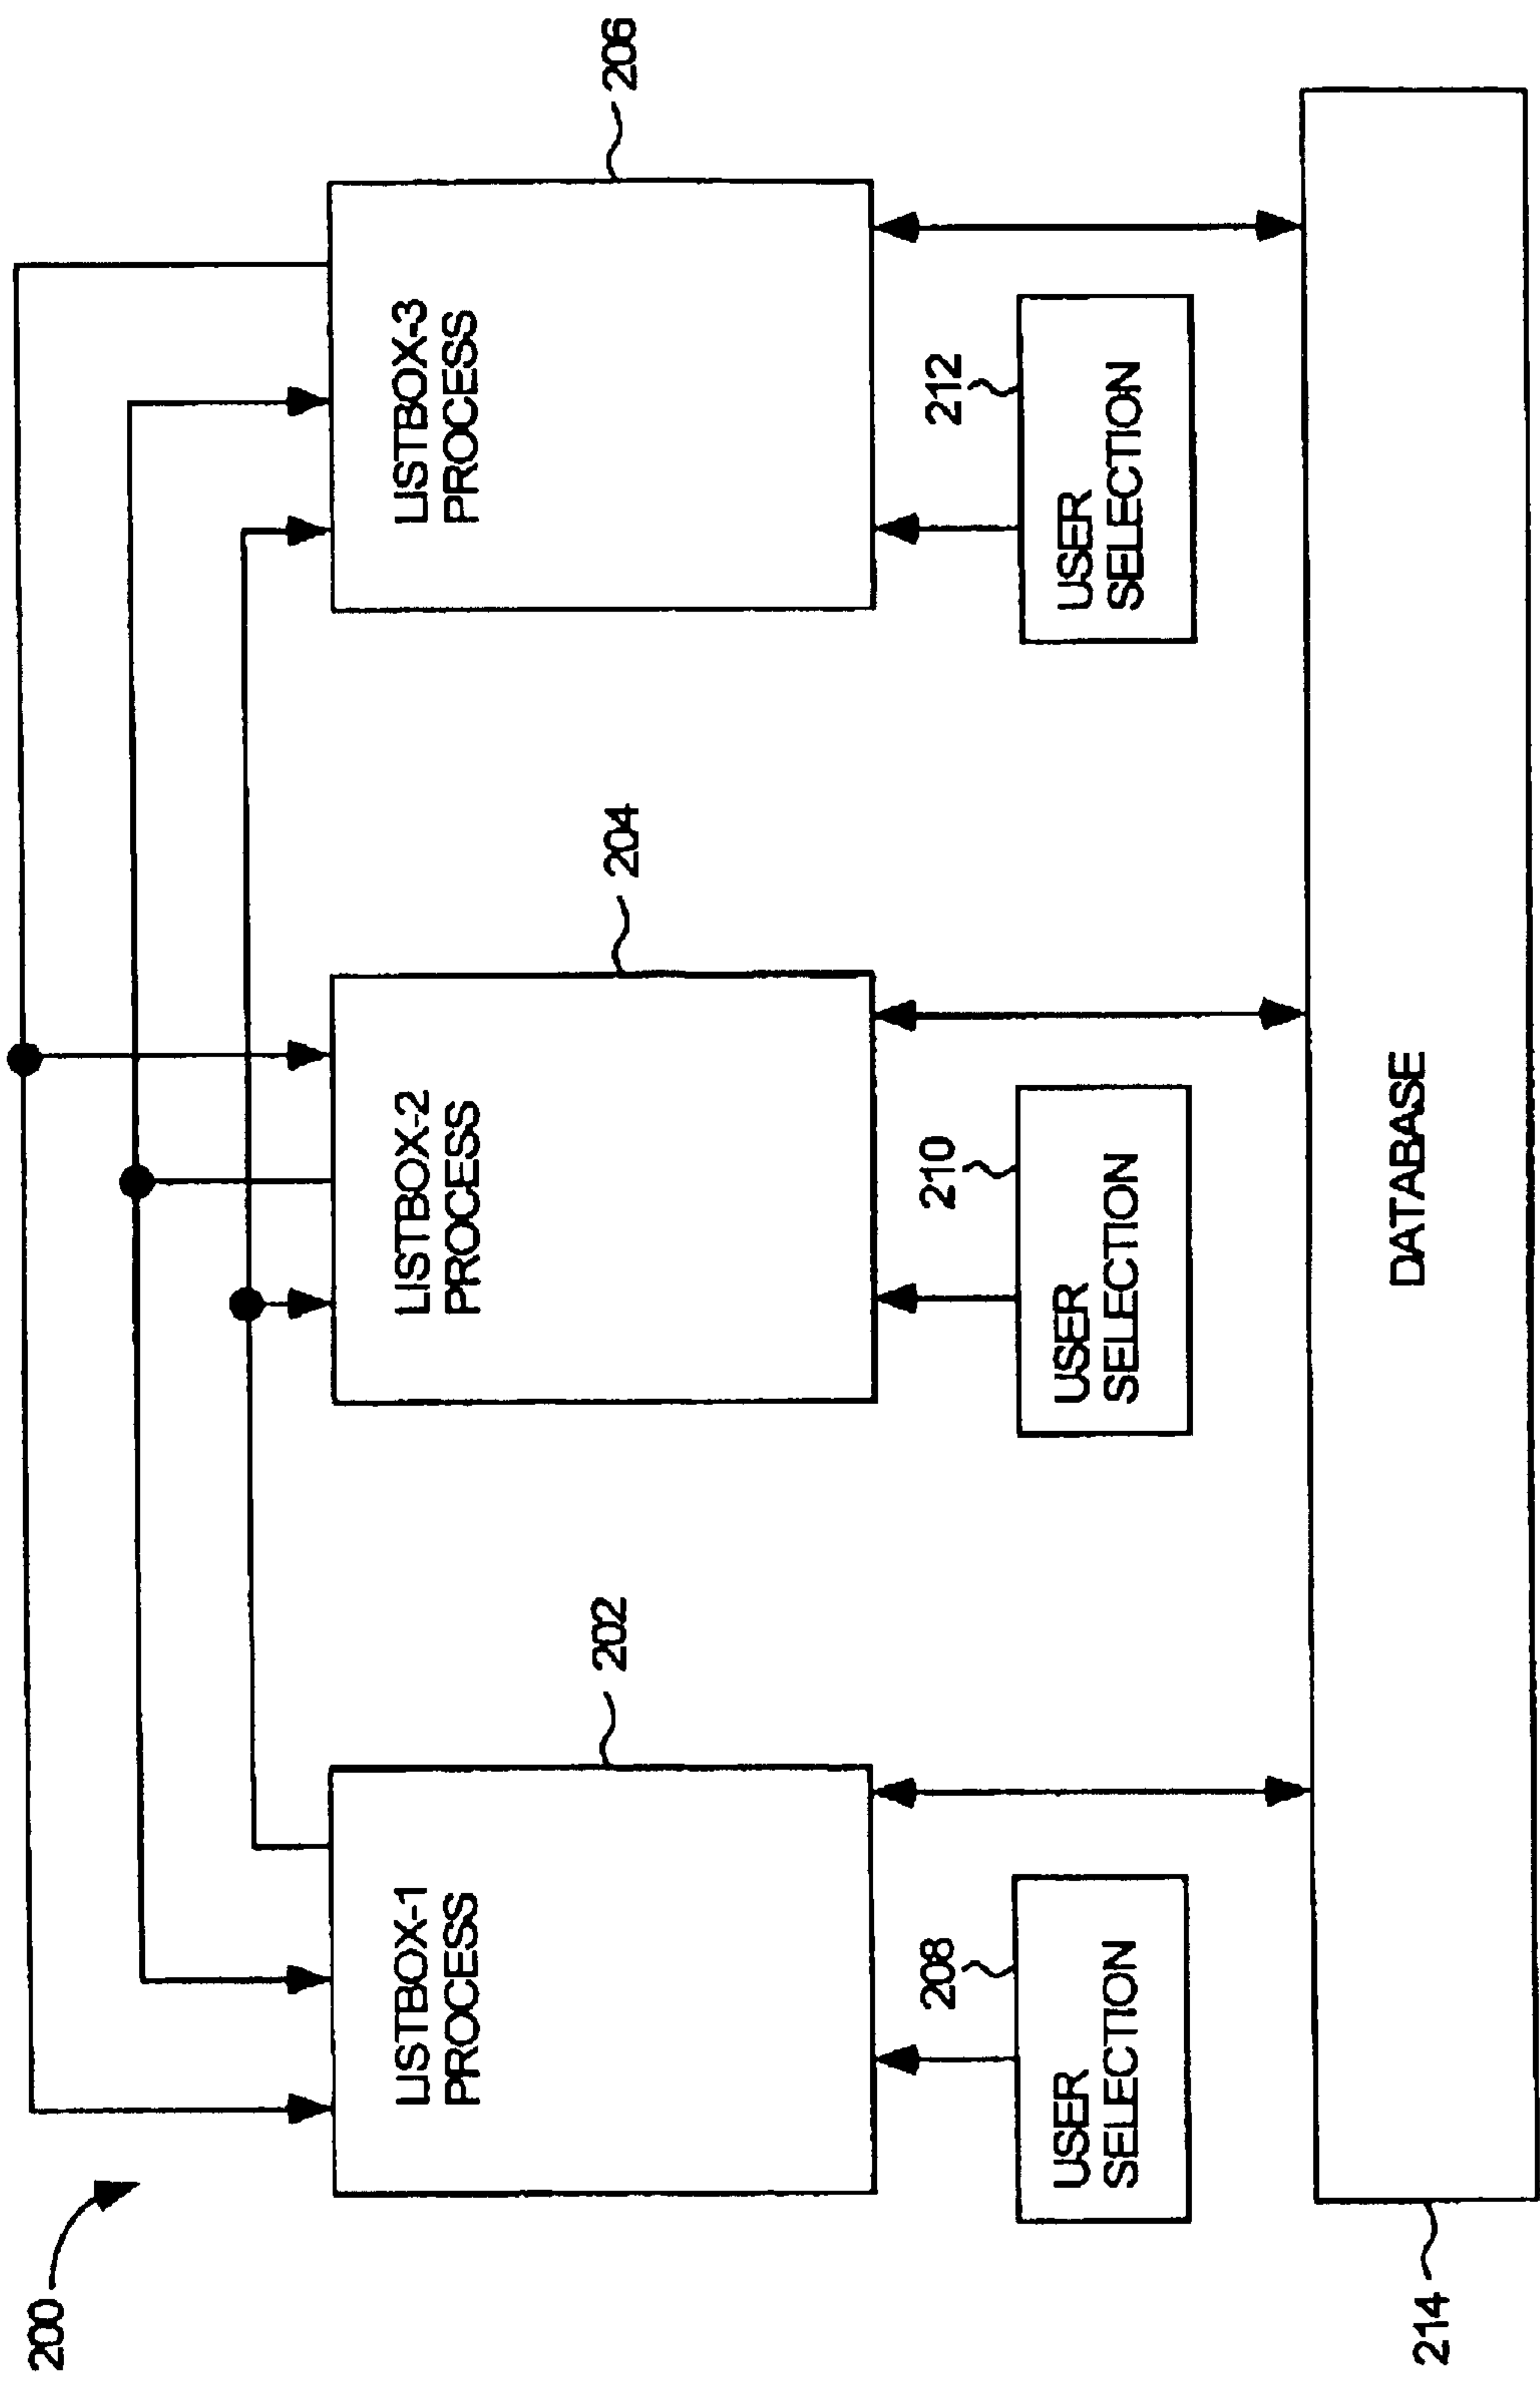 200
202
204
206
LISTBOX-1
PROCESS
LISTBOX-2
PROCESS
LISTBOX-3
PROCESS
208
210
212
USER
SELECTION
USER
SELECTION
USER
SELECTION
DATABASE
214